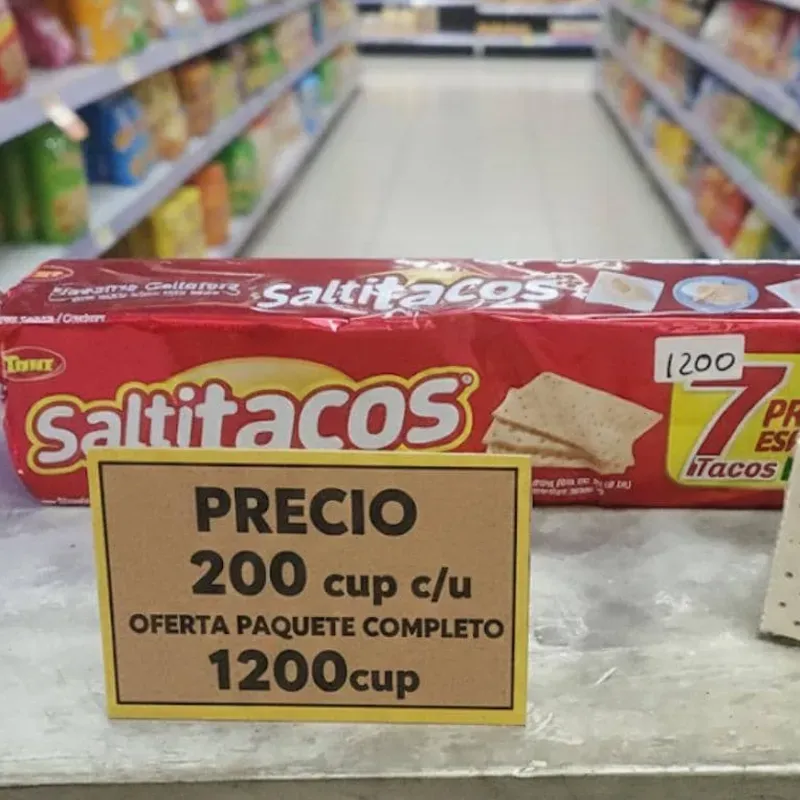 Saltitacos
Saltitacos®
1200
7
Tacos
PRECIO
200 cup c/u
OFERTA PAQUETE COMPLETO
1200cup